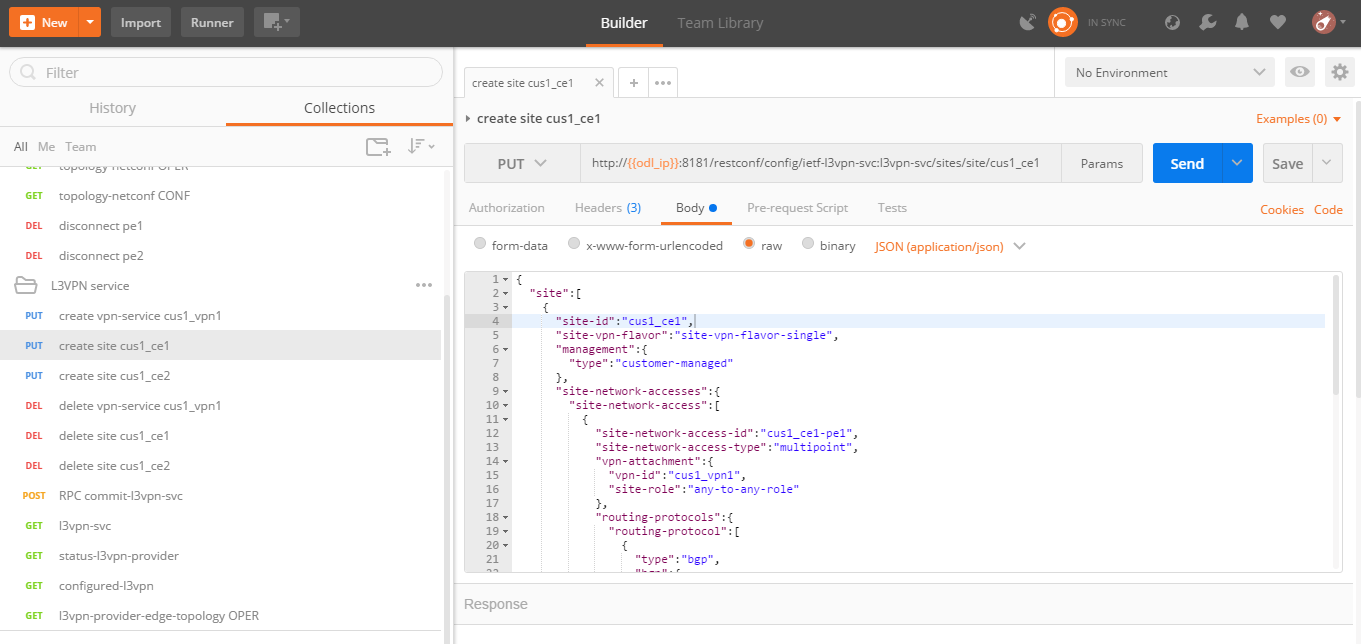 New Import Runner Builder Team Library IN SYNC
Filter
History Collections
All Me Team
GET topology-netconf OPER
GET topology-netconf CONF
DEL disconnect pe1
DEL disconnect pe2
L3VPN service
PUT create vpn-service cus1_vpn1
PUT create site cus1_ce1
PUT create site cus1_ce2
DEL delete vpn-service cus1_vpn1
DEL delete site cus1_ce1
DEL delete site cus1_ce2
POST RPC commit-l3vpn-svc
GET l3vpn-svc
GET status-l3vpn-provider
GET configured-l3vpn
GET l3vpn-provider-edge-topology OPER
create site cus1_ce1 No Environment
create site cus1_ce1 Examples (0)
PUT http://{{odl_ip}}:8181/restconf/config/ietf-l3vpn-svc:l3vpn-svc/sites/site/cus1_ce1 Params Send Save
Authorization Headers (3) Body Pre-request Script Tests Cookies Code
form-data x-www-form-urlencoded raw binary JSON (application/json)
1 {
2 "site":[
3 {
4 "site-id":"cus1_ce1",
5 "site-vpn-flavor":"site-vpn-flavor-single",
6 "management":{
7 "type":"customer-managed"
8 },
9 "site-network-accesses":{
10 "site-network-access":[
11 {
12 "site-network-access-id":"cus1_ce1-pe1",
13 "site-network-access-type":"multipoint",
14 "vpn-attachment":{
15 "vpn-id":"cus1_vpn1",
16 "site-role":"any-to-any-role"
17 },
18 "routing-protocols":{
19 "routing-protocol":[
20 {
21 "type":"bgp",
22 "bgp":{
Response